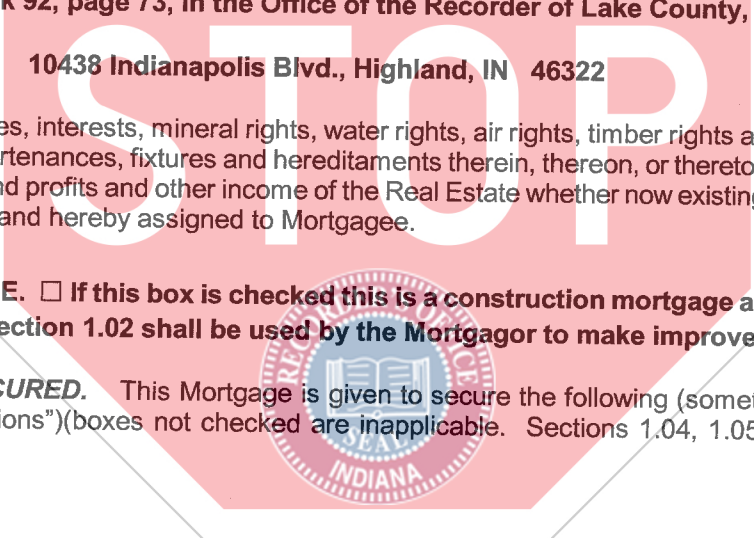 k 92, page 73, in the Office of the Recorder of Lake County,
10438 Indianapolis Blvd., Highland, IN 46322
es, interests, mineral rights, water rights, air rights, timber rights a
rtenances, fixtures and hereditaments therein, thereon, or thereto
nd profits and other income of the Real Estate whether now existing
and hereby assigned to Mortgagee.
E. ☐ If this box is checked this is a construction mortgage a
ection 1.02 shall be used by the Mortgagor to make improve
CURED. This Mortgage is given to secure the following (somet
ions")(boxes not checked are inapplicable. Sections 1.04, 1.05
STOP
RECORDER'S OFFICE
SEAL
INDIANA